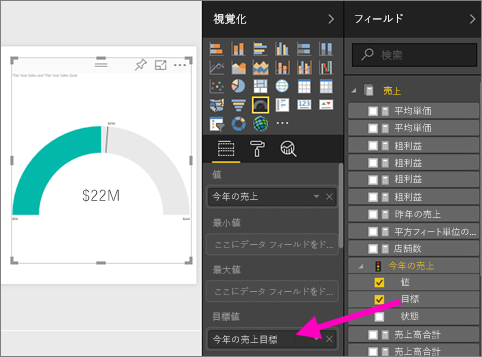 視覚化
フィールド
検索
This Year Sales and This Year Sales Goal
$22M
値
今年の売上
最小値
ここにデータ フィールドをド...
最大値
ここにデータ フィールドをド...
目標値
今年の売上目標
売上
平均単価
平均単価
粗利益
粗利益
粗利益
粗利益
昨年の売上
平方フィート単位の...
店舗数
今年の売上
値
目標
状態
売上高合計
売上高合計